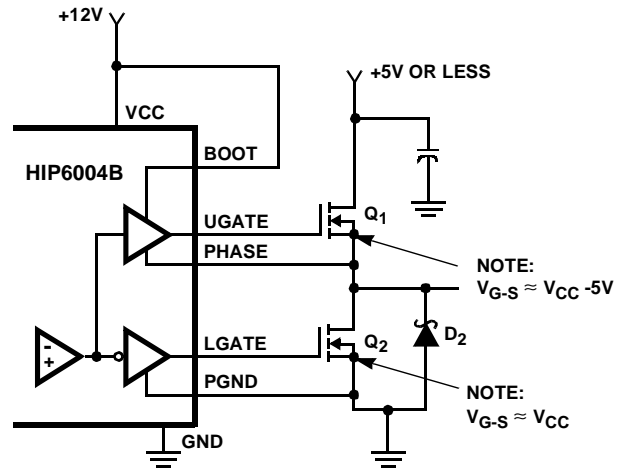 +12V
+5V OR LESS
VCC
BOOT
HIP6004B
UGATE
Q1
PHASE
NOTE:
VG-S ≈ VCC -5V
-
+
LGATE
Q2
D2
PGND
NOTE:
VG-S ≈ VCC
GND